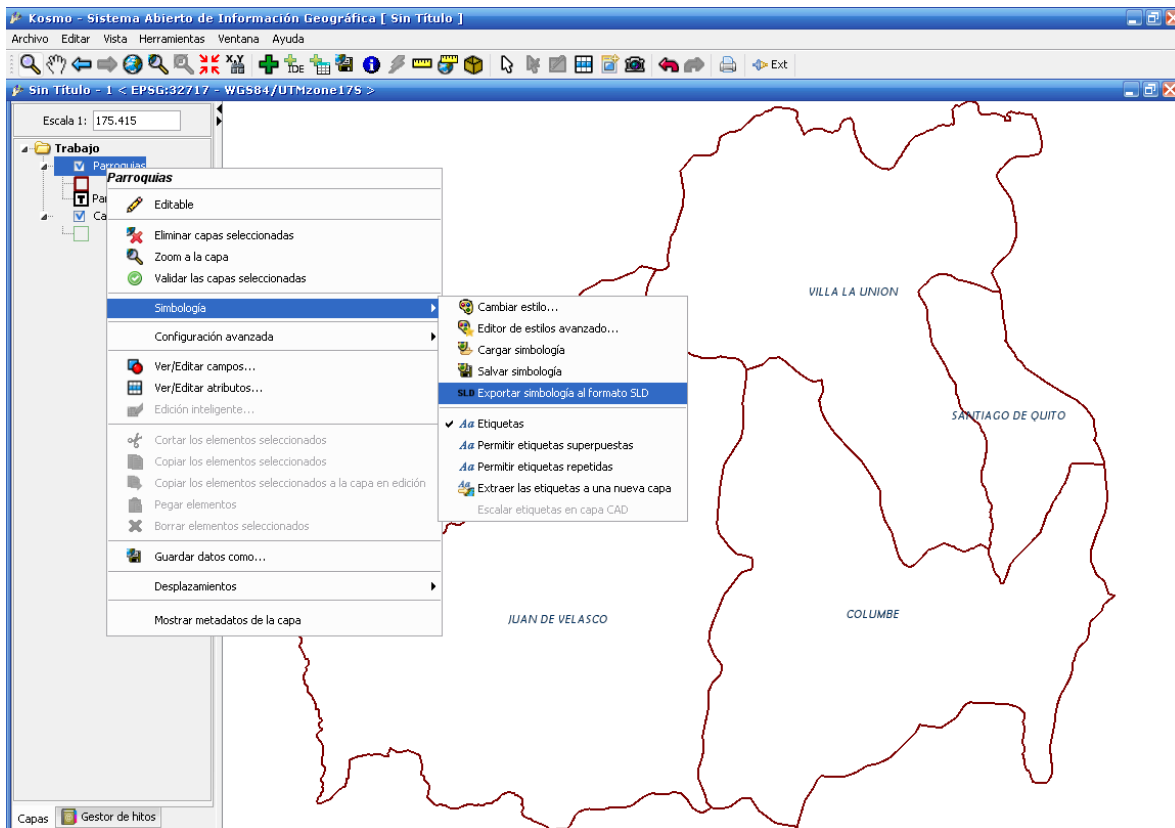 Kosmo - Sistema Abierto de Información Geográfica [ Sin Título ]
Archivo Editar Vista Herramientas Ventana Ayuda
X,Y TDE Ext
Sin Título - 1 < EPSG:32717 - WGS84/UTMzone17S >
Escala 1: 175.415
Trabajo
Parroquias
Pa
Ca
Parroquias
Editable
Eliminar capas seleccionadas
Zoom a la capa
Validar las capas seleccionadas
Simbología
Configuración avanzada
Ver/Editar campos...
Ver/Editar atributos...
Edición inteligente...
Cortar los elementos seleccionados
Copiar los elementos seleccionados
Copiar los elementos seleccionados a la capa en edición
Pegar elementos
Borrar elementos seleccionados
Guardar datos como...
Desplazamientos
Mostrar metadatos de la capa
Cambiar estilo...
Editor de estilos avanzado...
Cargar simbología
Salvar simbología
SLD Exportar simbología al formato SLD
Aa Etiquetas
Aa Permitir etiquetas superpuestas
Aa Permitir etiquetas repetidas
Aa Extraer las etiquetas a una nueva capa
Escalar etiquetas en capa CAD
VILLA LA UNION
SANTIAGO DE QUITO
JUAN DE VELASCO
COLUMBE
Capas Gestor de hitos